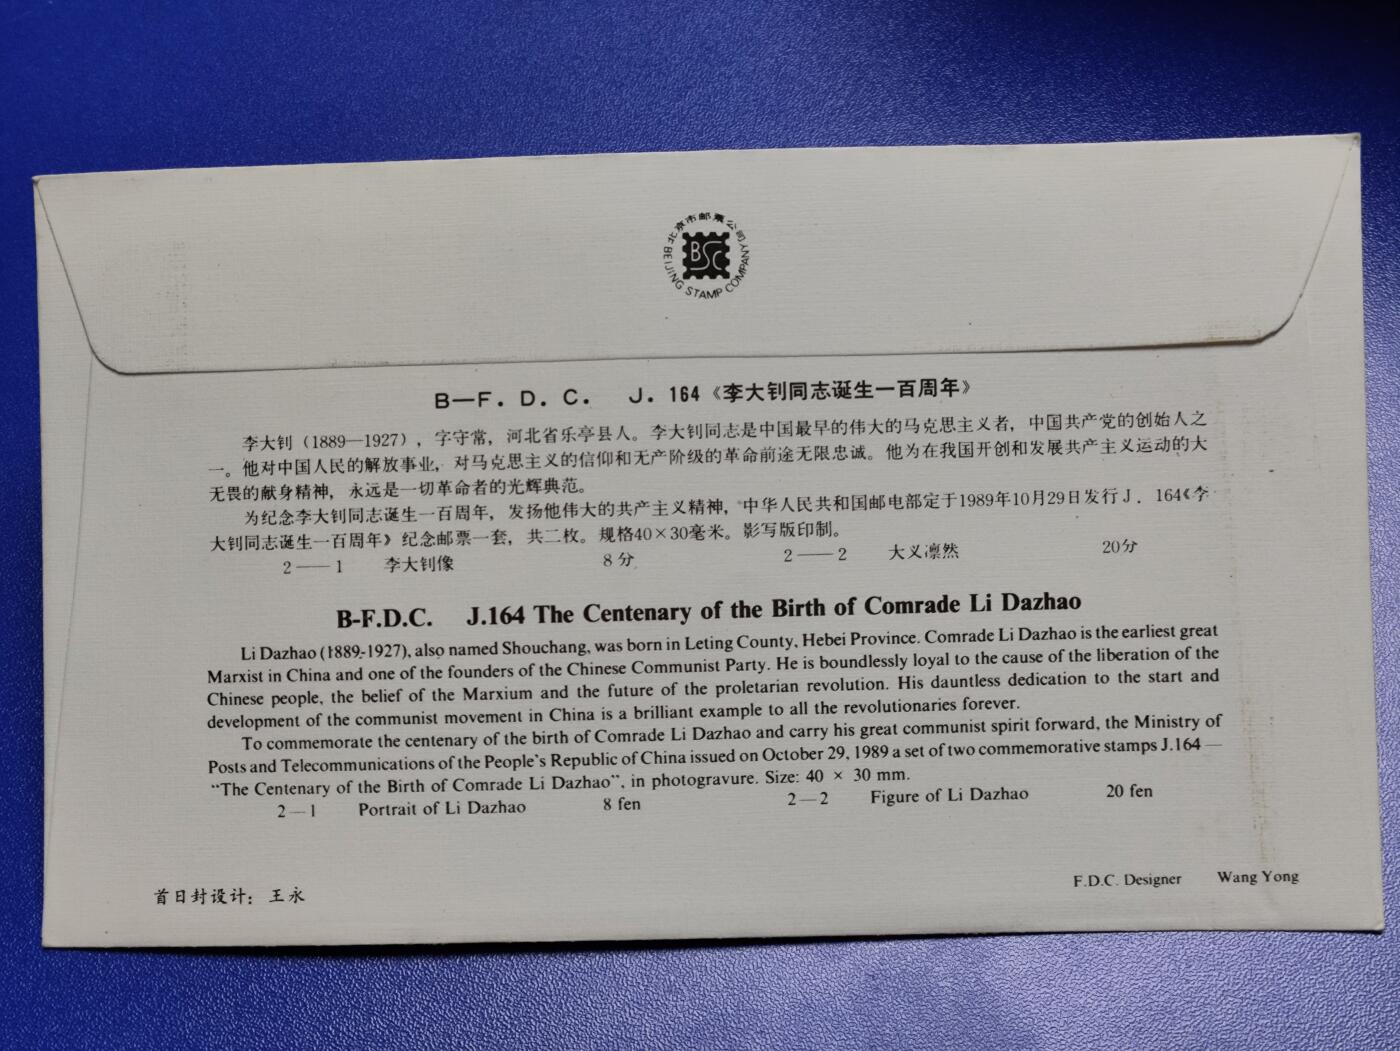 北京市邮票公司
BSC
BEIJING STAMP COMPANY
B—F．D．C． J．164《李大钊同志诞生一百周年》
李大钊（1889—1927），字守常，河北省乐亭县人。李大钊同志是中国最早的伟大的马克思主义者，中国共产党的创始人之
一。他对中国人民的解放事业，对马克思主义的信仰和无产阶级的革命前途无限忠诚。他为在我国开创和发展共产主义运动的大
无畏的献身精神，永远是一切革命者的光辉典范。
为纪念李大钊同志诞生一百周年，发扬他伟大的共产主义精神，中华人民共和国邮电部定于1989年10月29日发行J．164《李
大钊同志诞生一百周年》纪念邮票一套，共二枚。规格40×30毫米。影写版印制。
2——1 李大钊像 8分 2——2 大义凛然 20分
B-F.D.C. J.164 The Centenary of the Birth of Comrade Li Dazhao
Li Dazhao (1889-1927), also named Shouchang, was born in Leting County, Hebei Province. Comrade Li Dazhao is the earliest great
Marxist in China and one of the founders of the Chinese Communist Party. He is boundlessly loyal to the cause of the liberation of the
Chinese people, the belief of the Marxium and the future of the proletarian revolution. His dauntless dedication to the start and
development of the communist movement in China is a brilliant example to all the revolutionaries forever.
To commemorate the centenary of the birth of Comrade Li Dazhao and carry his great communist spirit forward, the Ministry of
Posts and Telecommunications of the People's Republic of China issued on October 29, 1989 a set of two commemorative stamps J.164 —
"The Centenary of the Birth of Comrade Li Dazhao", in photogravure. Size: 40 × 30 mm.
2—1 Portrait of Li Dazhao 8 fen 2—2 Figure of Li Dazhao 20 fen
首日封设计：王永
F.D.C. Designer Wang Yong